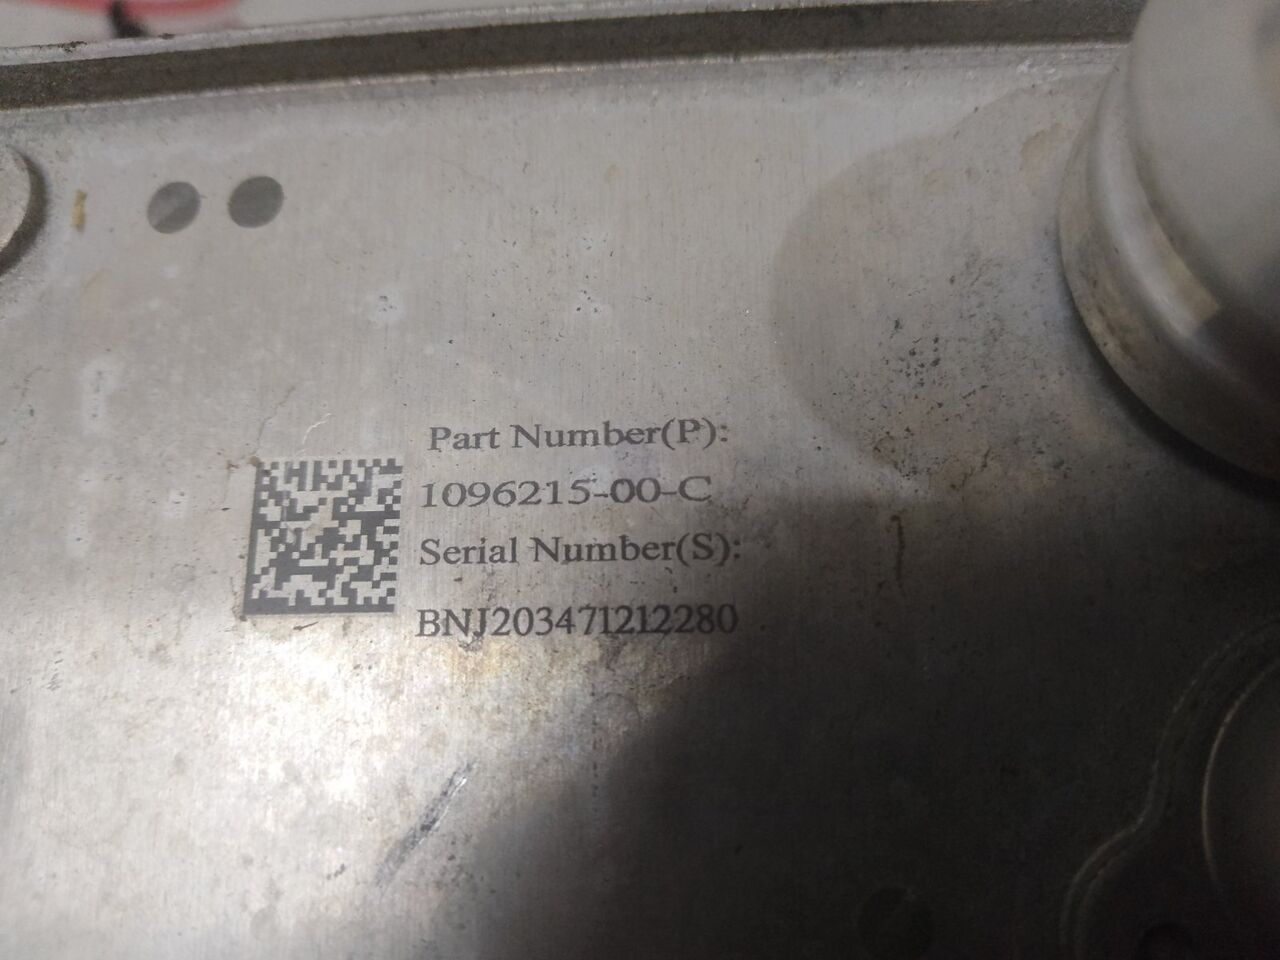 Part Number(P):
1096215-00-C
Serial Number(S):
BNJ203471212280